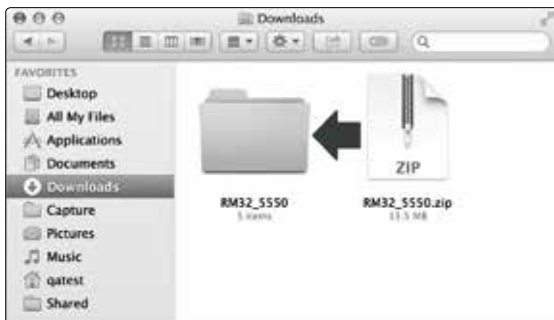 Downloads
FAVORITES
Desktop
All My Files
Applications
Documents
Downloads
Capture
Pictures
Music
qatest
Shared
ZIP
RM32_5550
5 items
RM32_5550.zip
13.5 MB